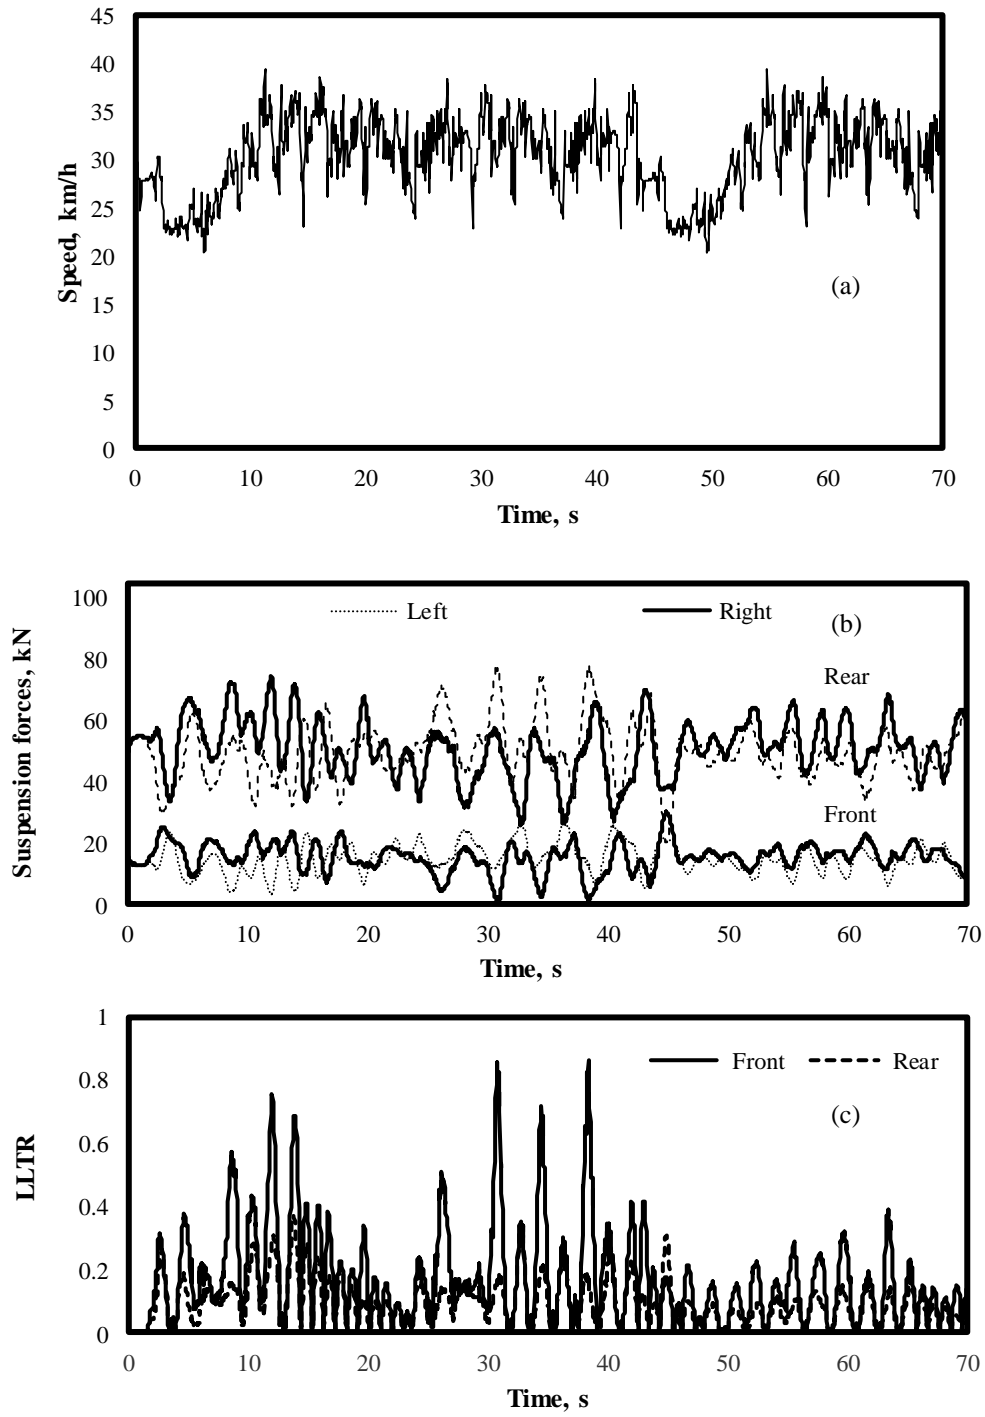 45
40
35
30
25
20
15
10
5
0
Speed, km/h
(a)
0 10 20 30 40 50 60 70
Time, s
100
80
60
40
20
0
Suspension forces, kN
Left Right
(b)
Rear
Front
0 10 20 30 40 50 60 70
Time, s
1
0.8
0.6
0.4
0.2
0
LLTR
Front Rear
(c)
0 10 20 30 40 50 60 70
Time, s